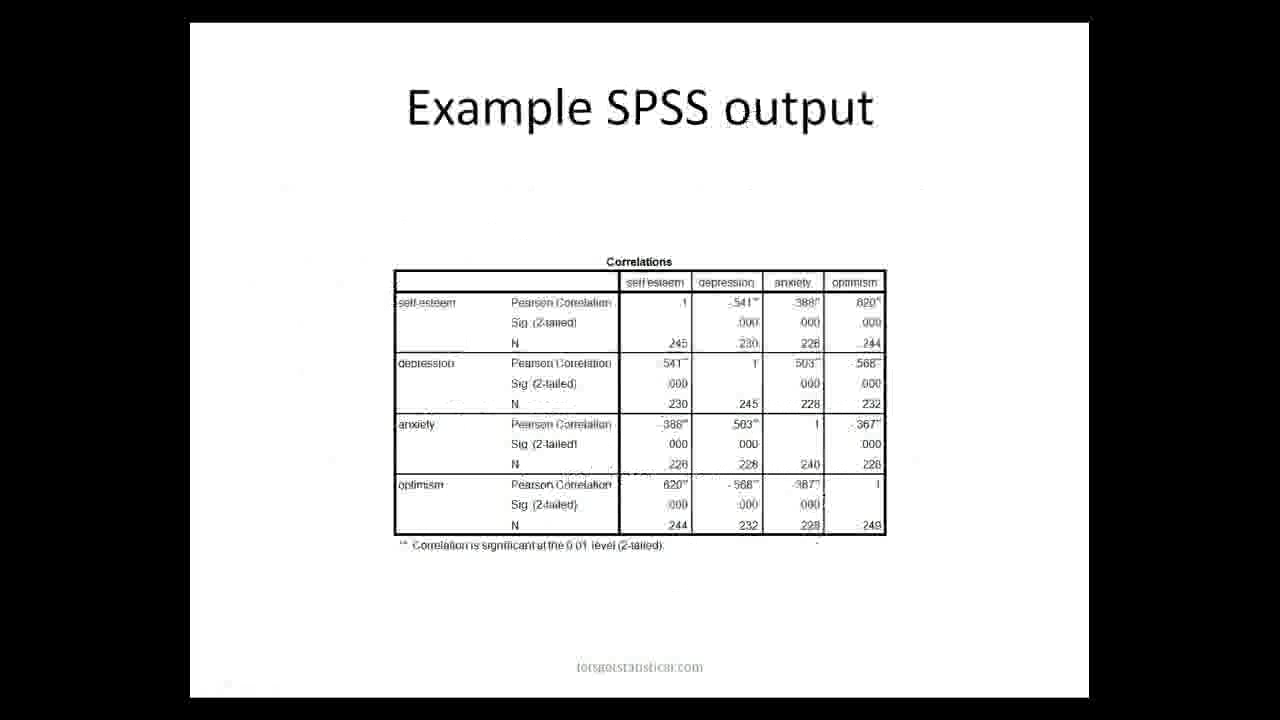 Example SPSS output
Correlations
self esteem depression anxiety optimism
self esteem Pearson Correlation 1 -.541** -.388** .620**
Sig. (2-tailed) .000 .000 .000
N 245 230 228 244
depression Pearson Correlation -.541** 1 .503** -.568**
Sig. (2-tailed) .000 .000 .000
N 230 245 228 232
anxiety Pearson Correlation -.388** .503** 1 -.367**
Sig. (2-tailed) .000 .000 .000
N 228 228 240 228
optimism Pearson Correlation .620** -.568** -.367** 1
Sig. (2-tailed) .000 .000 .000
N 244 232 228 249
**. Correlation is significant at the 0.01 level (2-tailed).